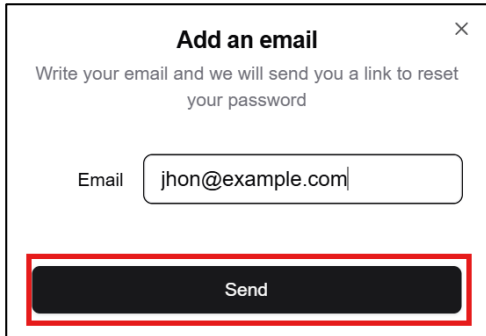 Add an email
Write your email and we will send you a link to reset
your password
Email jhon@example.com
Send